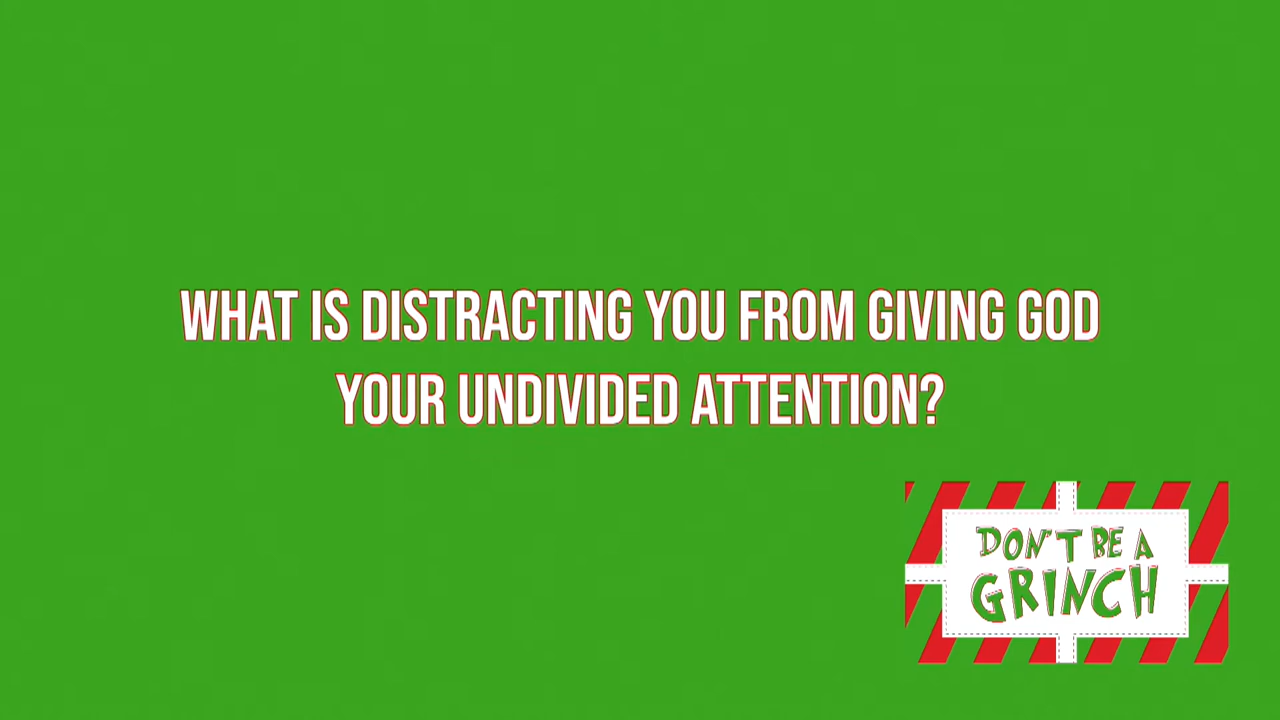 WHAT IS DISTRACTING YOU FROM GIVING GOD
YOUR UNDIVIDED ATTENTION?
DON'T BE A
GRINCH